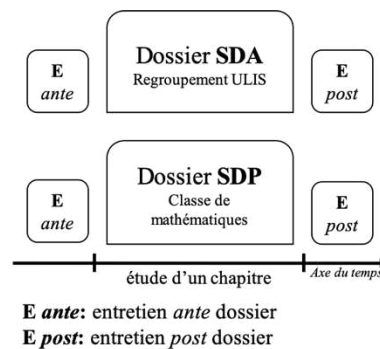 Dossier SDA
Regroupement ULIS
E
ante
E
post
Dossier SDP
Classe de
mathématiques
E
ante
E
post
étude d'un chapitre
Axe du temps
E ante: entretien ante dossier
E post: entretien post dossier